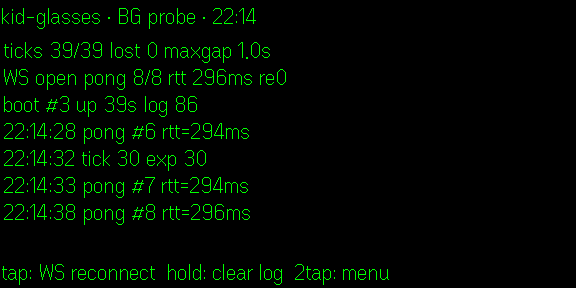 kid-glasses · BG probe · 22:14
ticks 39/39 lost 0 maxgap 1.0s
WS open pong 8/8 rtt 296ms re0
boot #3 up 39s log 86
22:14:28 pong #6 rtt=294ms
22:14:32 tick 30 exp 30
22:14:33 pong #7 rtt=294ms
22:14:38 pong #8 rtt=296ms
tap: WS reconnect  hold: clear log  2tap: menu